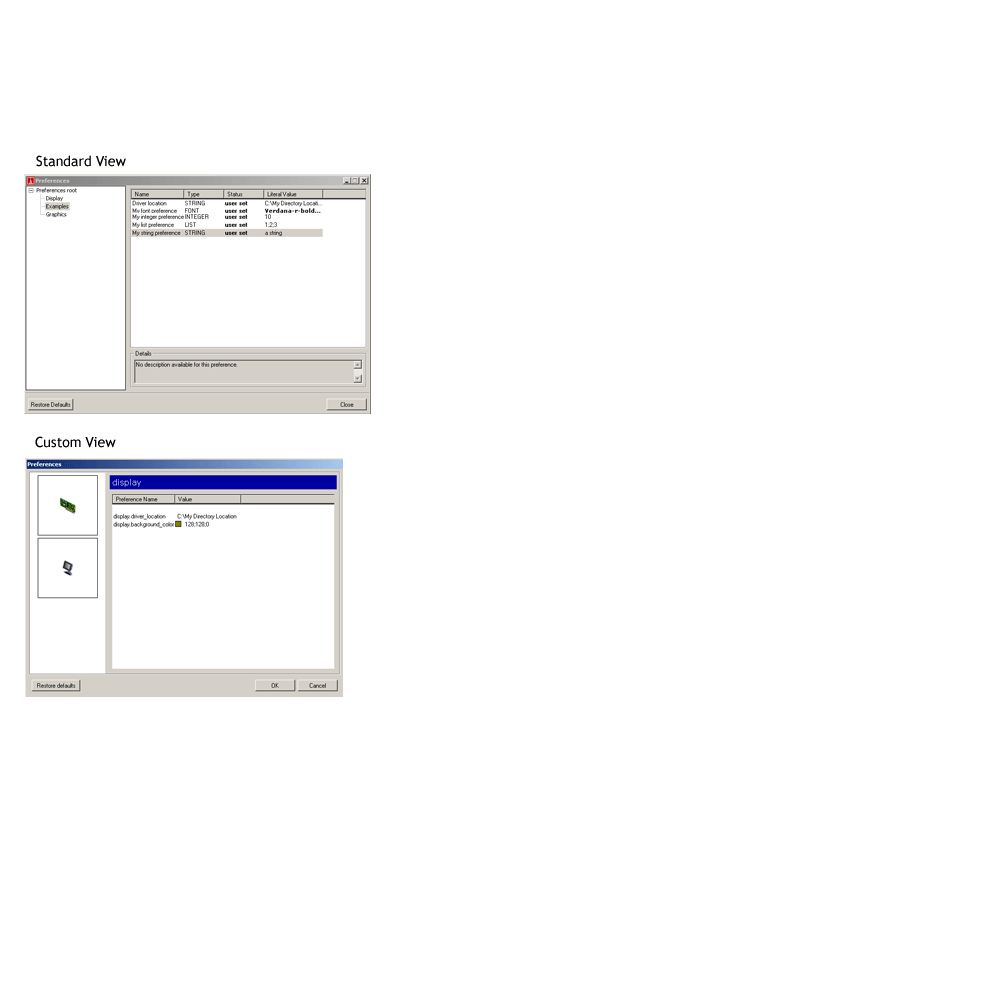 Standard View
Preferences
Preferences root
Display
Examples
Graphics
Name Type Status Literal Value
Driver location STRING user set C:\My Directory Locati...
My font preference FONT user set Verdana-r-bold...
My integer preference INTEGER user set 10
My list preference LIST user set 1;2;3
My string preference STRING user set a string
Details
No description available for this preference.
Restore Defaults Close
Custom View
Preferences
display
Preference Name Value
display.driver_location C:\My Directory Location
display.background_color 128;128;0
Restore defaults OK Cancel